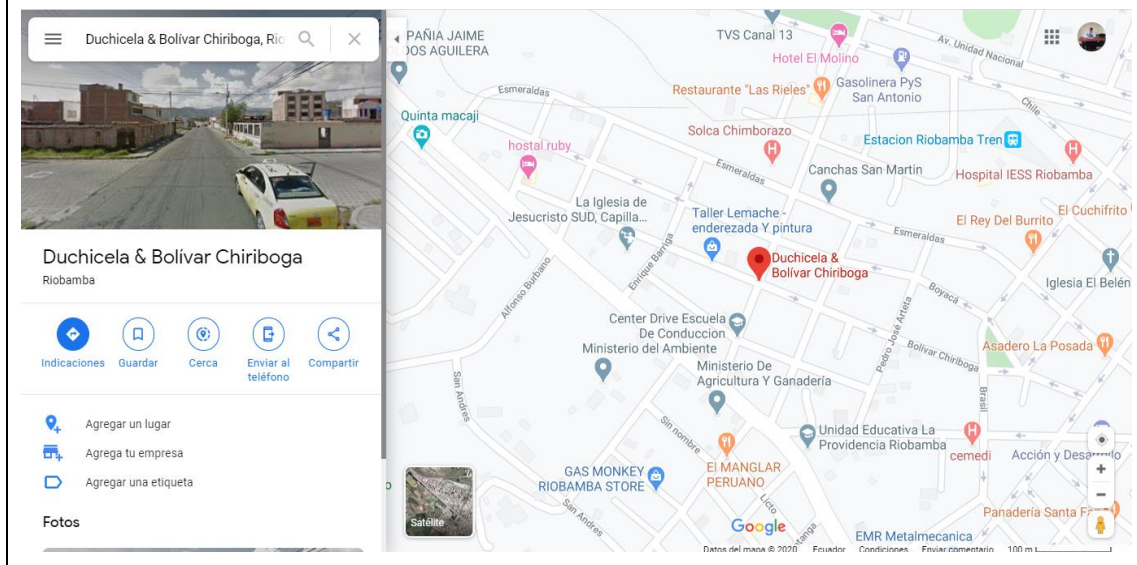 Duchicela & Bolívar Chiriboga, Rio
Duchicela & Bolívar Chiriboga
Riobamba
Indicaciones
Guardar
Cerca
Enviar al
teléfono
Compartir
Agregar un lugar
Agrega tu empresa
Agregar una etiqueta
Fotos
PAÑIA JAIME
DOS AGUILERA
TVS Canal 13
Hotel El Molino
Av. Unidad Nacional
Gasolinera PyS
San Antonio
Restaurante "Las Rieles"
Esmeraldas
Chile
Quinta macaji
hostal ruby
Solca Chimborazo
Estacion Riobamba Tren
Esmeraldas
Canchas San Martin
Hospital IESS Riobamba
La Iglesia de
Jesucristo SUD, Capilla...
Taller Lemache -
enderezada Y pintura
El Rey Del Burrito
El Cuchifrito
Esmeraldas
Enrique Barriga
Alfonso Burbano
Duchicela &
Bolívar Chiriboga
Iglesia El Belén
Boyacá
Center Drive Escuela
De Conduccion
Ministerio del Ambiente
Pedro José Arteta
Bolívar Chiriboga
Asadero La Posada
Ministerio De
Agricultura Y Ganadería
San Andres
Brasil
Sin nombre
Unidad Educativa La
Providencia Riobamba
cemedi
Acción y Desarrollo
El MANGLAR
PERUANO
GAS MONKEY
RIOBAMBA STORE
Satélite
San Andres
Licto
Google
Panadería Santa
EMR Metalmecanica
Datos del mapa © 2020
Ecuador
Condiciones
Enviar comentario
100 m